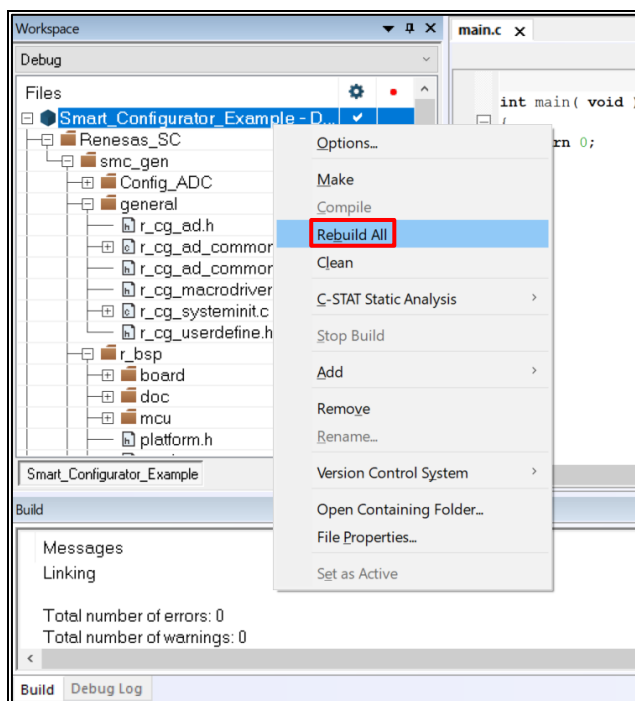 Workspace
main.c
Debug
Files
Smart_Configurator_Example - D...
Renesas_SC
smc_gen
Config_ADC
general
r_cg_ad.h
r_cg_ad_commor
r_cg_ad_commor
r_cg_macrodriver
r_cg_systeminit.c
r_cg_userdefine.h
r_bsp
board
doc
mcu
platform.h
Smart_Configurator_Example
int main( void )
{
rn 0;
Options...
Make
Compile
Rebuild All
Clean
C-STAT Static Analysis
Stop Build
Add
Remove
Rename...
Version Control System
Open Containing Folder...
File Properties...
Set as Active
Build
Messages
Linking
Total number of errors: 0
Total number of warnings: 0
Build Debug Log